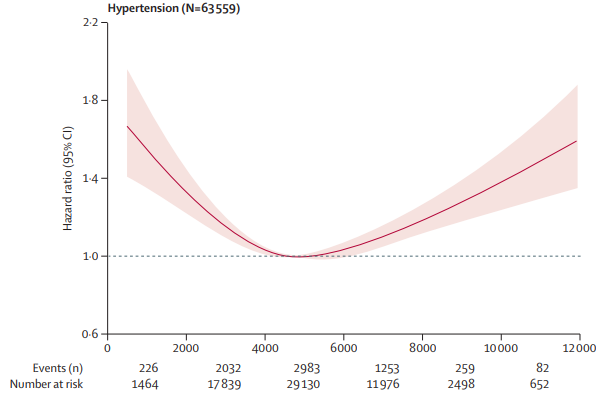 Hypertension (N=63559)
2·2
1·8
1·4
1·0
0·6
Hazard ratio (95% CI)
0 2000 4000 6000 8000 10000 12000
Events (n) 226 2032 2983 1253 259 82
Number at risk 1464 17839 29130 11976 2498 652